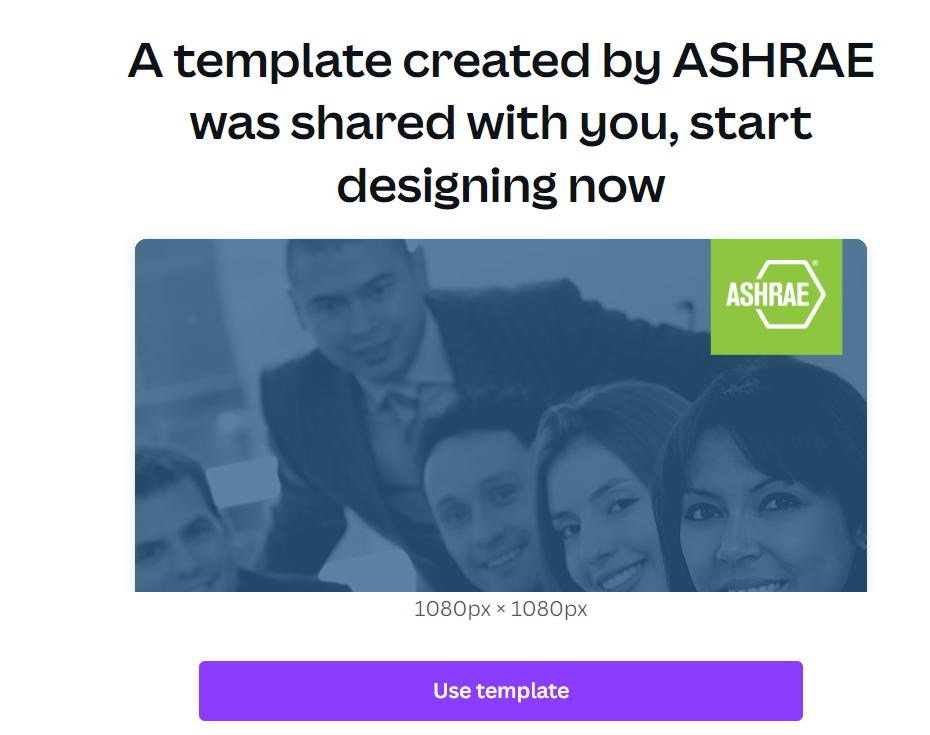 A template created by ASHRAE
was shared with you, start
designing now
ASHRAE®
1080px × 1080px
Use template